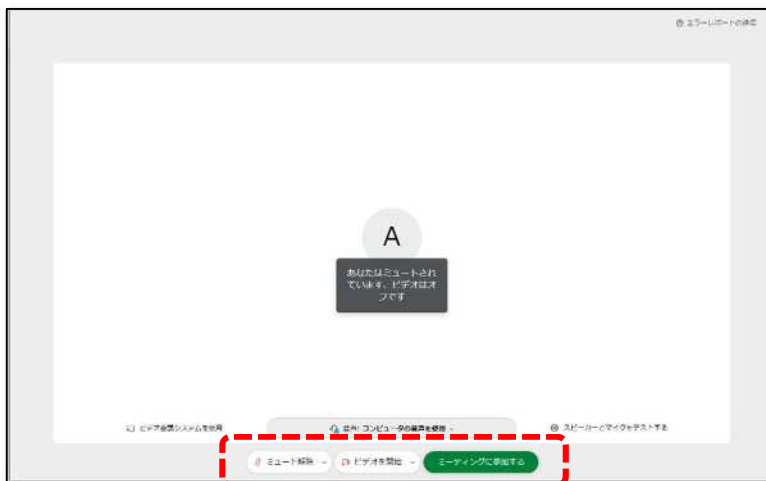 エラーレポートの送信
A
あなたはミュートされ
ています。ビデオはオ
フです
ビデオ会議システムを使用
音声: コンピュータの音声を使用
スピーカーとマイクをテストする
ミュート解除
ビデオを開始
ミーティングに参加する